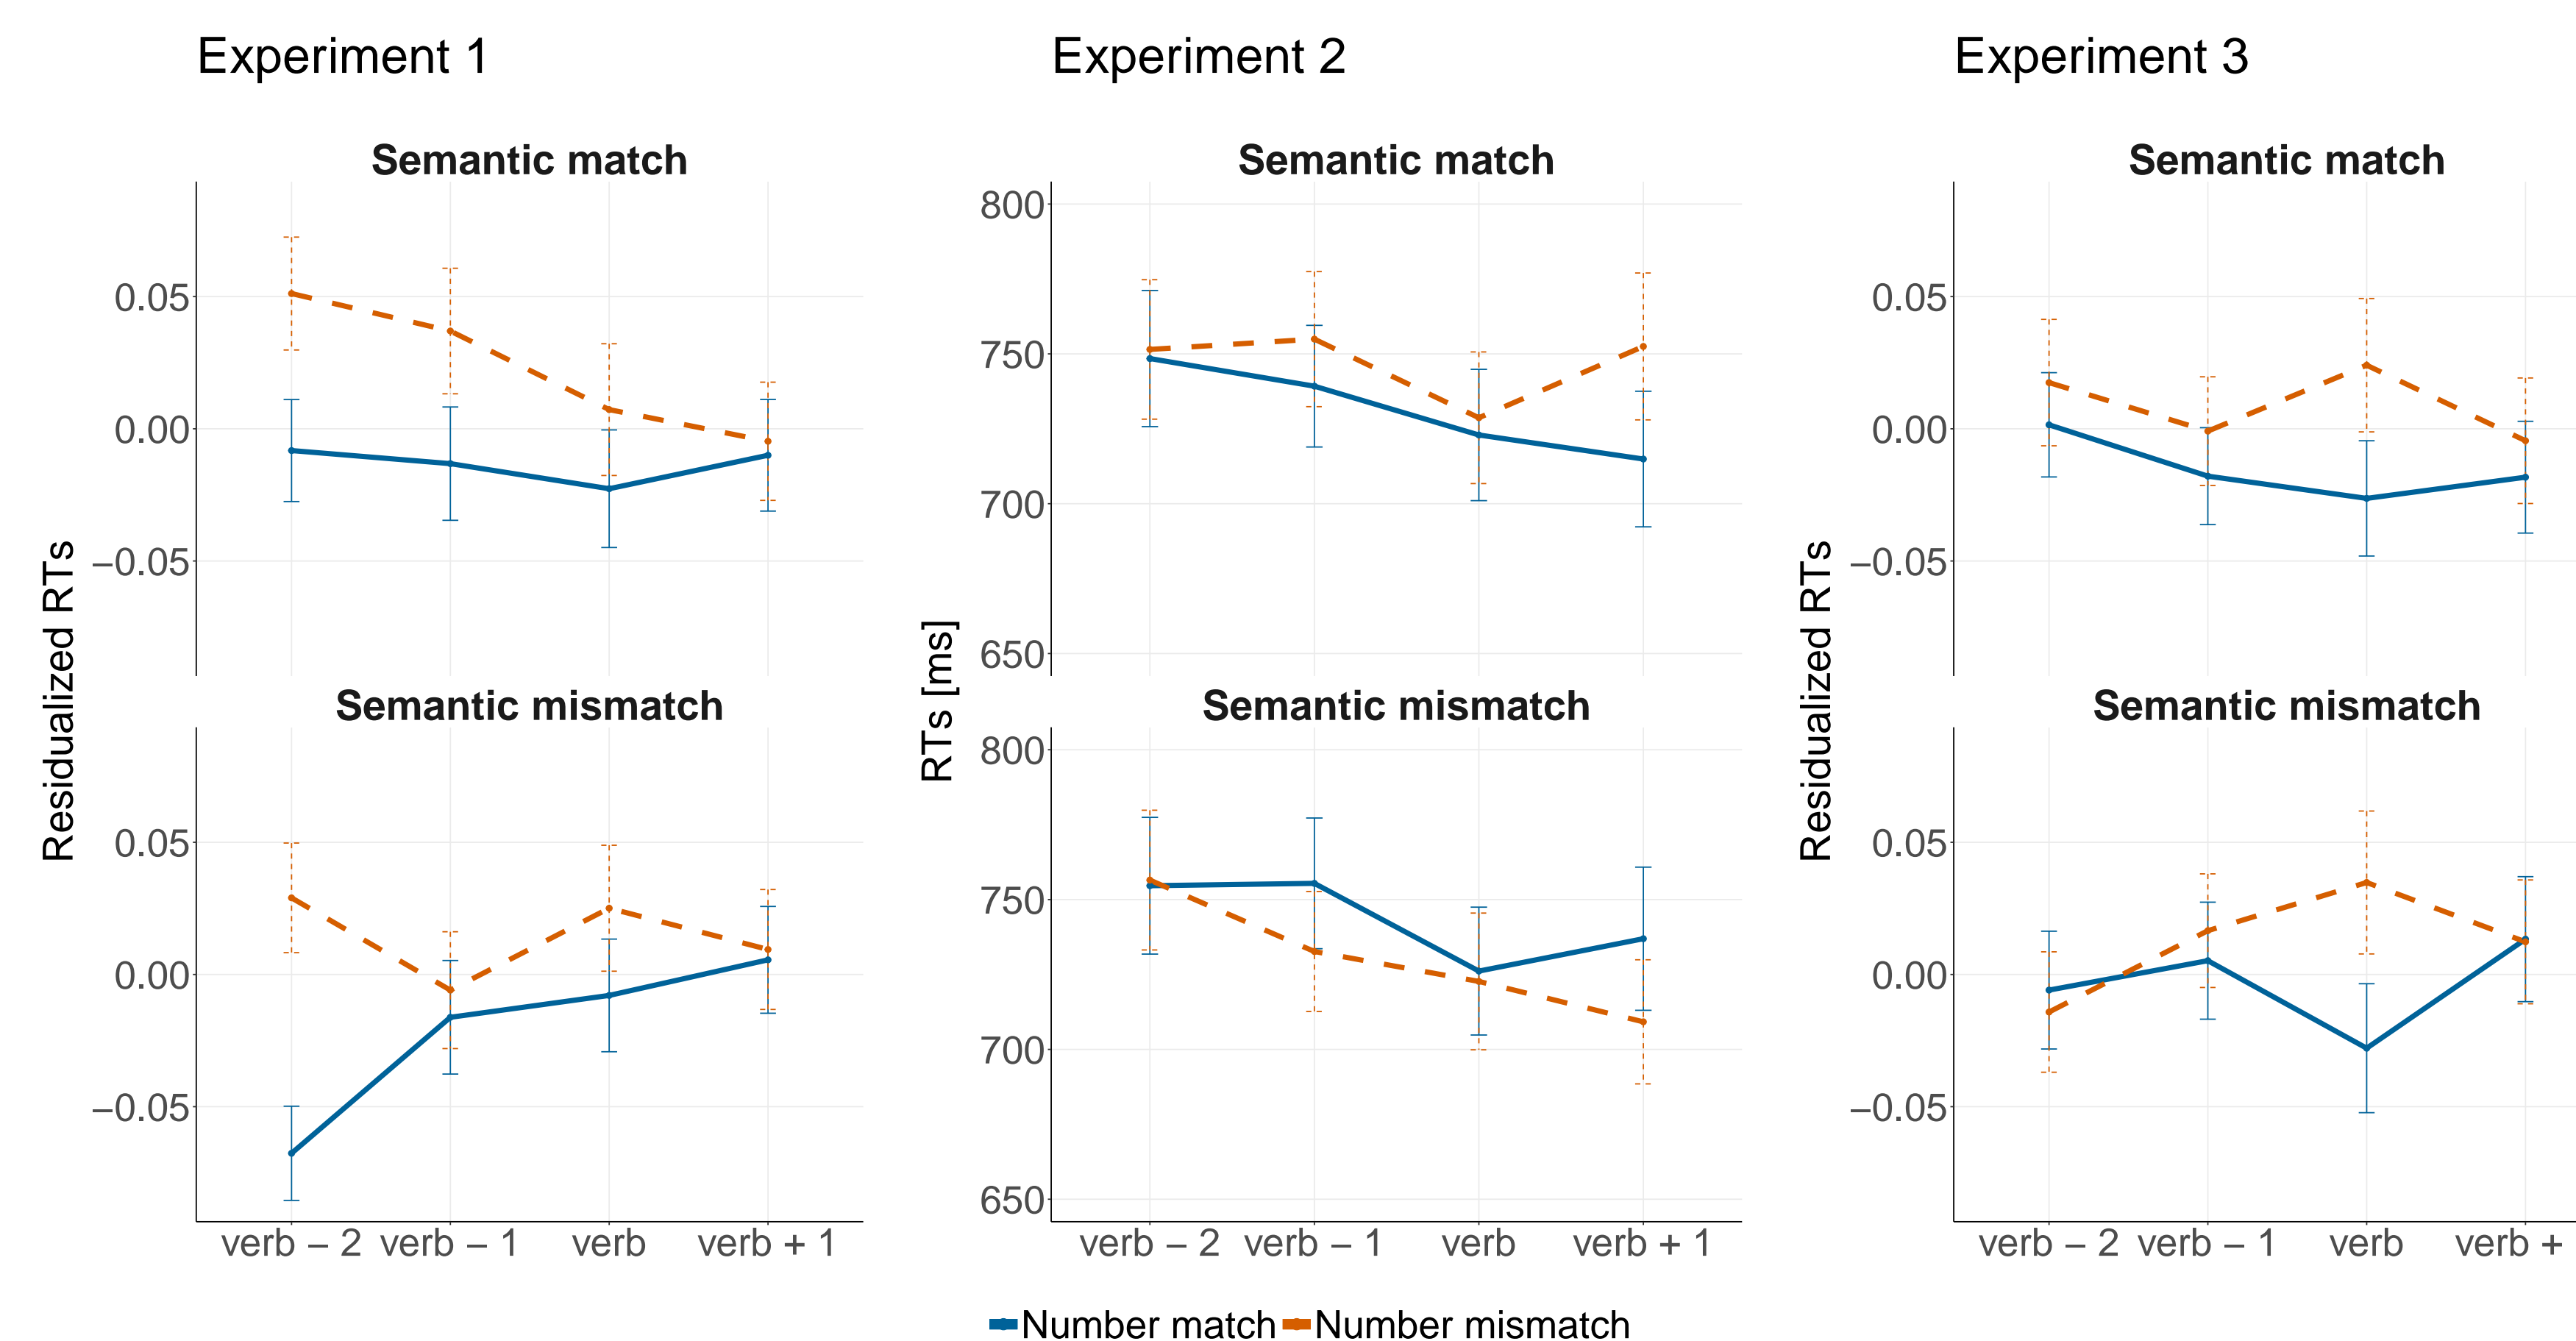 Experiment 1
Experiment 2
Experiment 3
Semantic match
Semantic match
Semantic match
0.05
0.00
−0.05
800
750
700
650
0.05
0.00
−0.05
Residualized RTs
RTs [ms]
Residualized RTs
Semantic mismatch
Semantic mismatch
Semantic mismatch
0.05
0.00
−0.05
800
750
700
650
0.05
0.00
−0.05
verb − 2 verb − 1 verb verb + 1
verb − 2 verb − 1 verb verb + 1
verb − 2 verb − 1 verb verb +
Number match Number mismatch